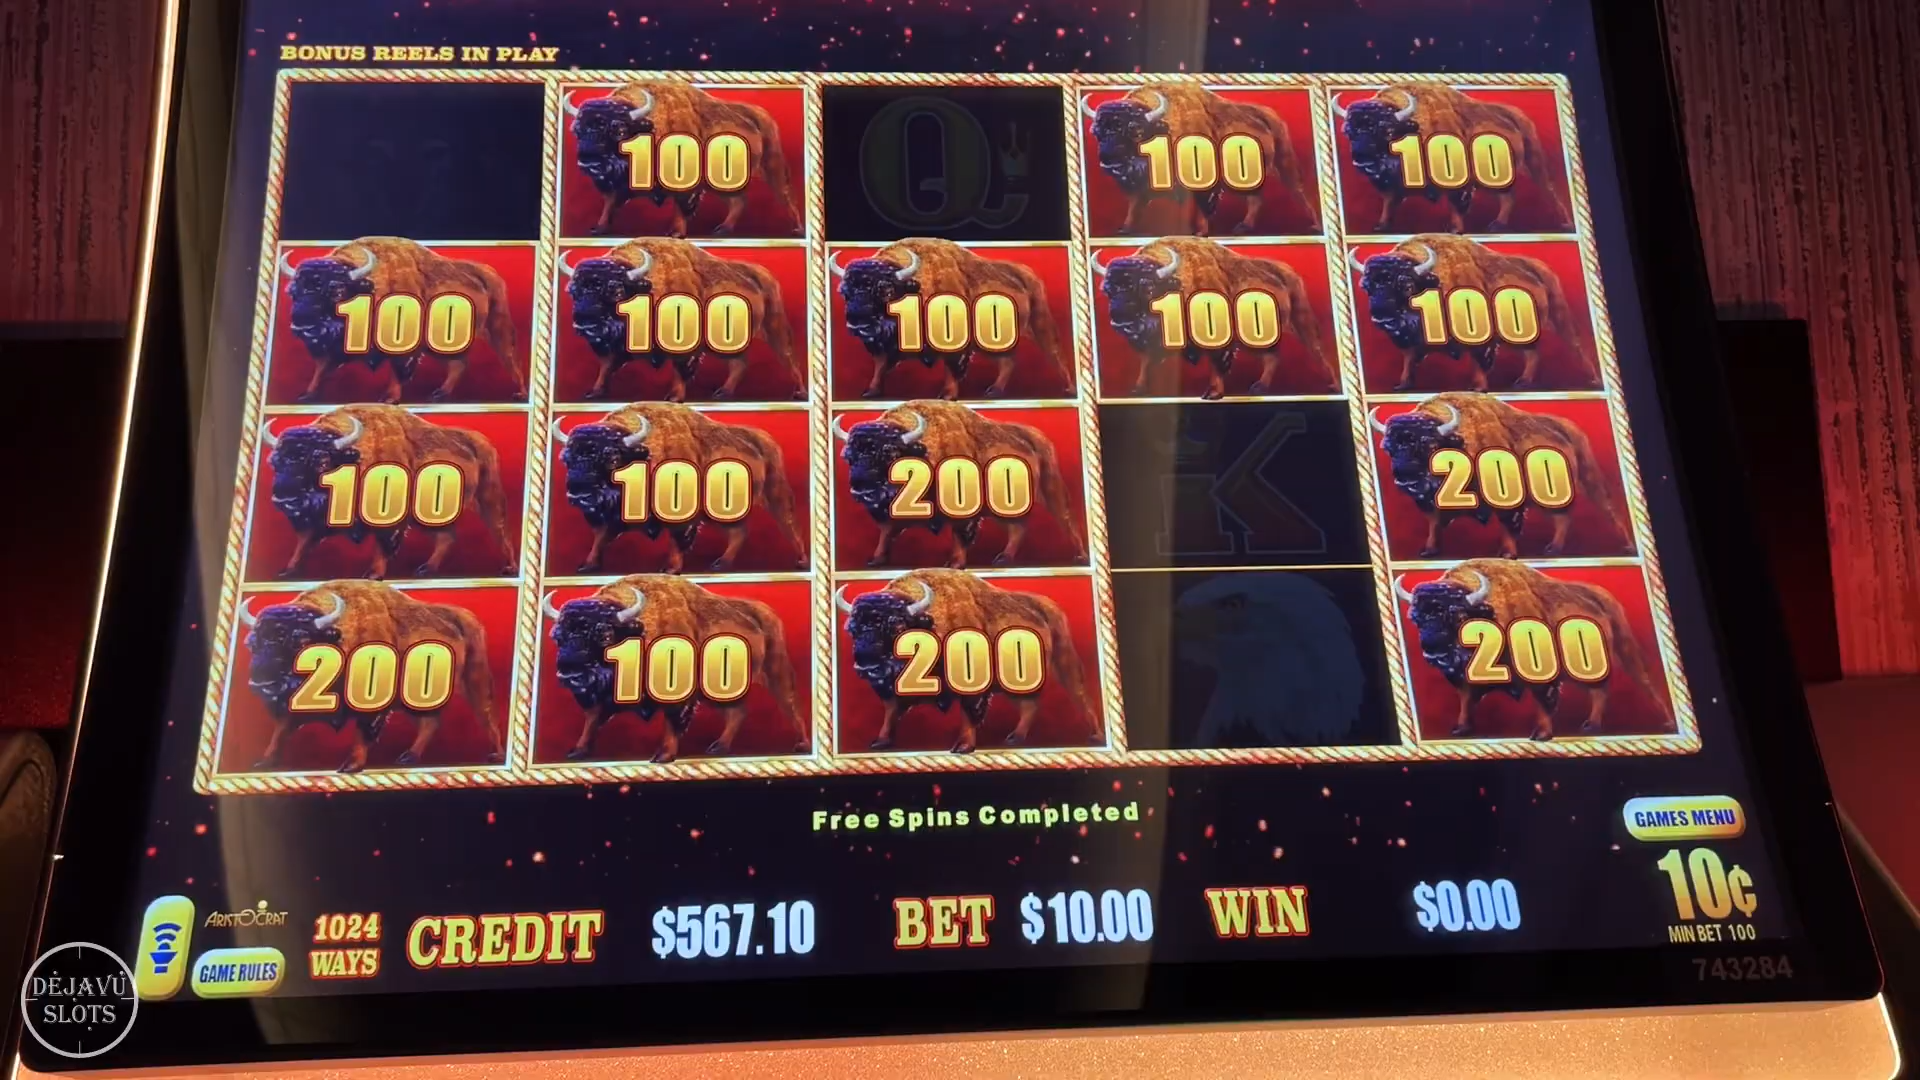 BONUS REELS IN PLAY
100 Q 100 100
100 100 100 100 100
100 100 200 K 200
200 100 200 200
Free Spins Completed
GAMES MENU
10¢
MIN BET 100
ARISTOCRAT
GAME RULES
1024
WAYS
CREDIT $567.10 BET $10.00 WIN $0.00
743284
DEJAVU
SLOTS